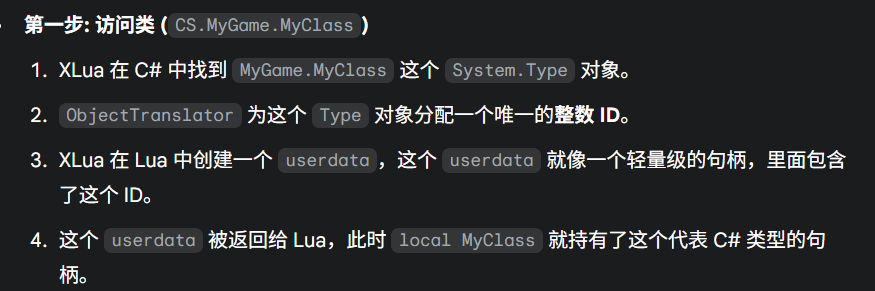 第一步: 访问类 (CS.MyGame.MyClass)
1. XLua 在 C# 中找到 MyGame.MyClass 这个 System.Type 对象。
2. ObjectTranslator 为这个 Type 对象分配一个唯一的整数 ID。
3. XLua 在 Lua 中创建一个 userdata，这个 userdata 就像一个轻量级的句柄，里面包含
了这个 ID。
4. 这个 userdata 被返回给 Lua，此时 local MyClass 就持有了这个代表 C# 类型的句
柄。